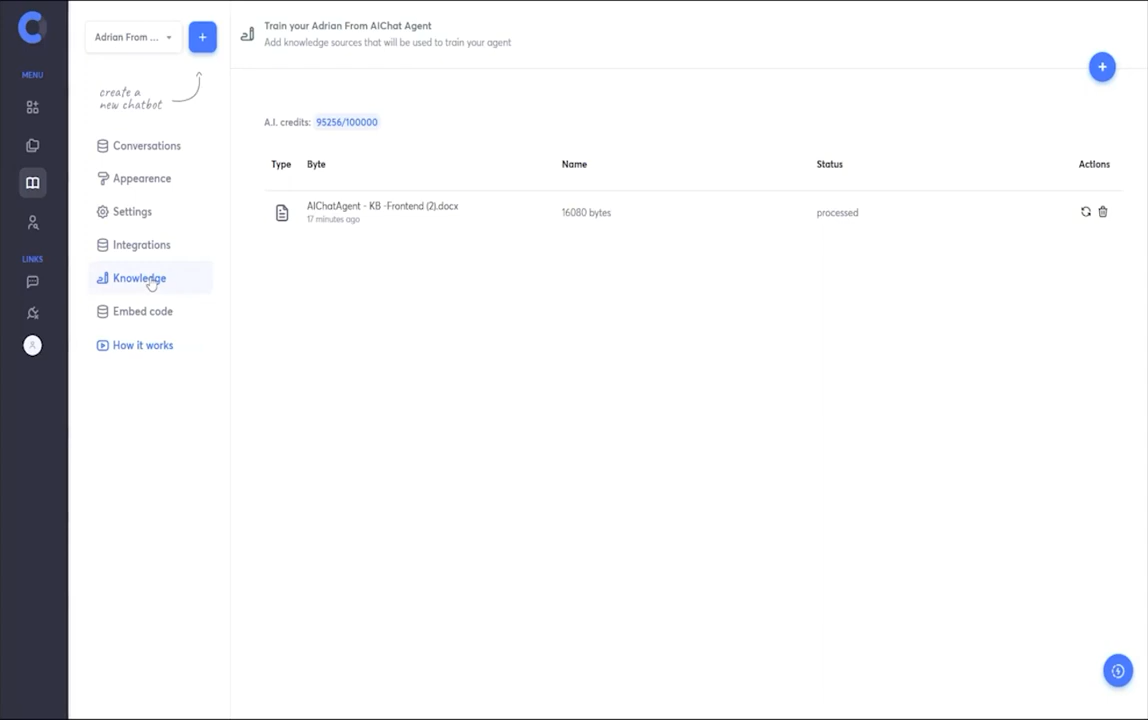 MENU
LINKS
Adrian From ...
+
create a
new chatbot
Conversations
Appearence
Settings
Integrations
Knowledge
Embed code
How it works
Train your Adrian From AIChat Agent
Add knowledge sources that will be used to train your agent
+
A.I. credits: 95256/100000
Type Byte Name Status Actions
AIChatAgent - KB -Frontend (2).docx
17 minutes ago
16080 bytes
processed